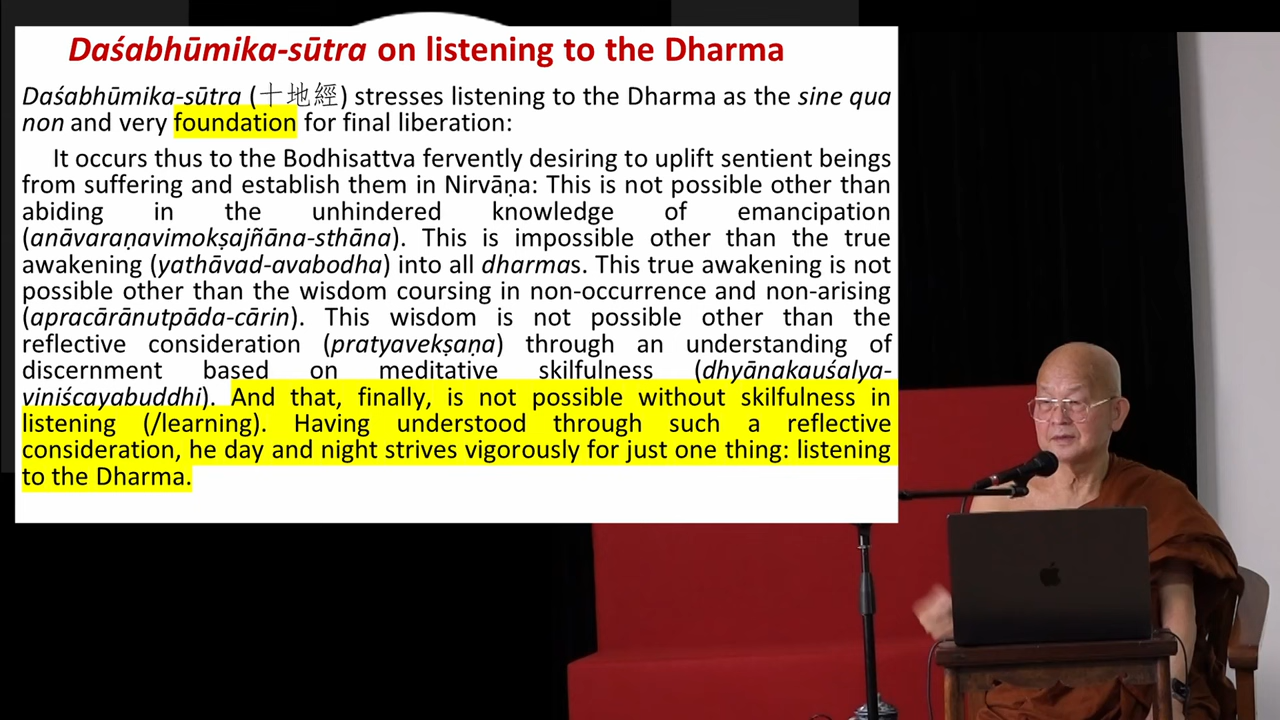 Daśabhūmika-sūtra on listening to the Dharma
Daśabhūmika-sūtra (十地經) stresses listening to the Dharma as the sine qua
non and very foundation for final liberation:
It occurs thus to the Bodhisattva fervently desiring to uplift sentient beings
from suffering and establish them in Nirvāṇa: This is not possible other than
abiding in the unhindered knowledge of emancipation
(anāvaraṇavimokṣajñāna-sthāna). This is impossible other than the true
awakening (yathāvad-avabodha) into all dharmas. This true awakening is not
possible other than the wisdom coursing in non-occurrence and non-arising
(apracārānutpāda-cārin). This wisdom is not possible other than the
reflective consideration (pratyavekṣaṇa) through an understanding of
discernment based on meditative skilfulness (dhyānakauśalya-
viniścayabuddhi). And that, finally, is not possible without skilfulness in
listening (/learning). Having understood through such a reflective
consideration, he day and night strives vigorously for just one thing: listening
to the Dharma.